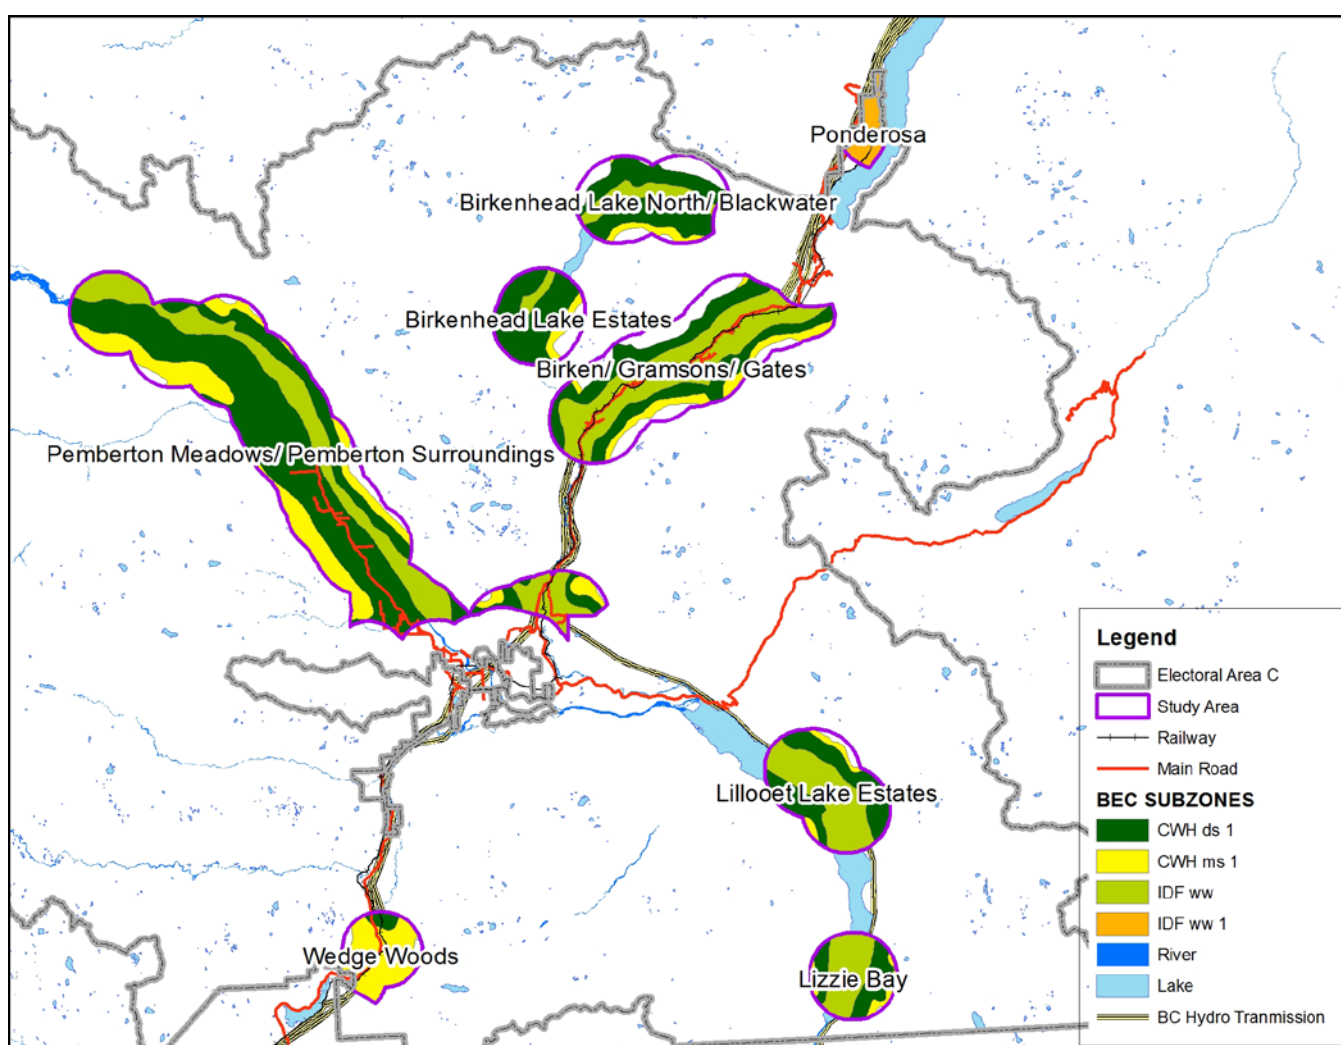 Ponderosa
Birkenhead Lake North/ Blackwater
Birkenhead Lake Estates
Birken/ Gramsons/ Gates
Pemberton Meadows/ Pemberton Surroundings
Lillooet Lake Estates
Wedge Woods
Lizzie Bay
Legend
Electoral Area C
Study Area
Railway
Main Road
BEC SUBZONES
CWH ds 1
CWH ms 1
IDF ww
IDF ww 1
River
Lake
BC Hydro Tranmission